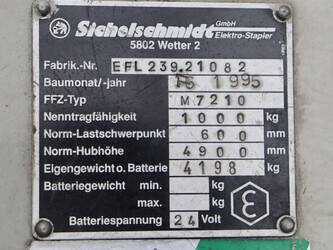 Sichelschmidt GmbH
Elektro-Stapler
5802 Wetter 2
Fabrik.-Nr. EFL 239.21082
Baumonat/-jahr 1995
FFZ-Typ M7210
Nenntragfähigkeit 1000 kg
Norm-Lastschwerpunkt 600 mm
Norm-Hubhöhe 4900 mm
Eigengewicht o. Batterie 4198 kg
Batteriegewicht min. kg
max. kg
Batteriespannung 24 Volt